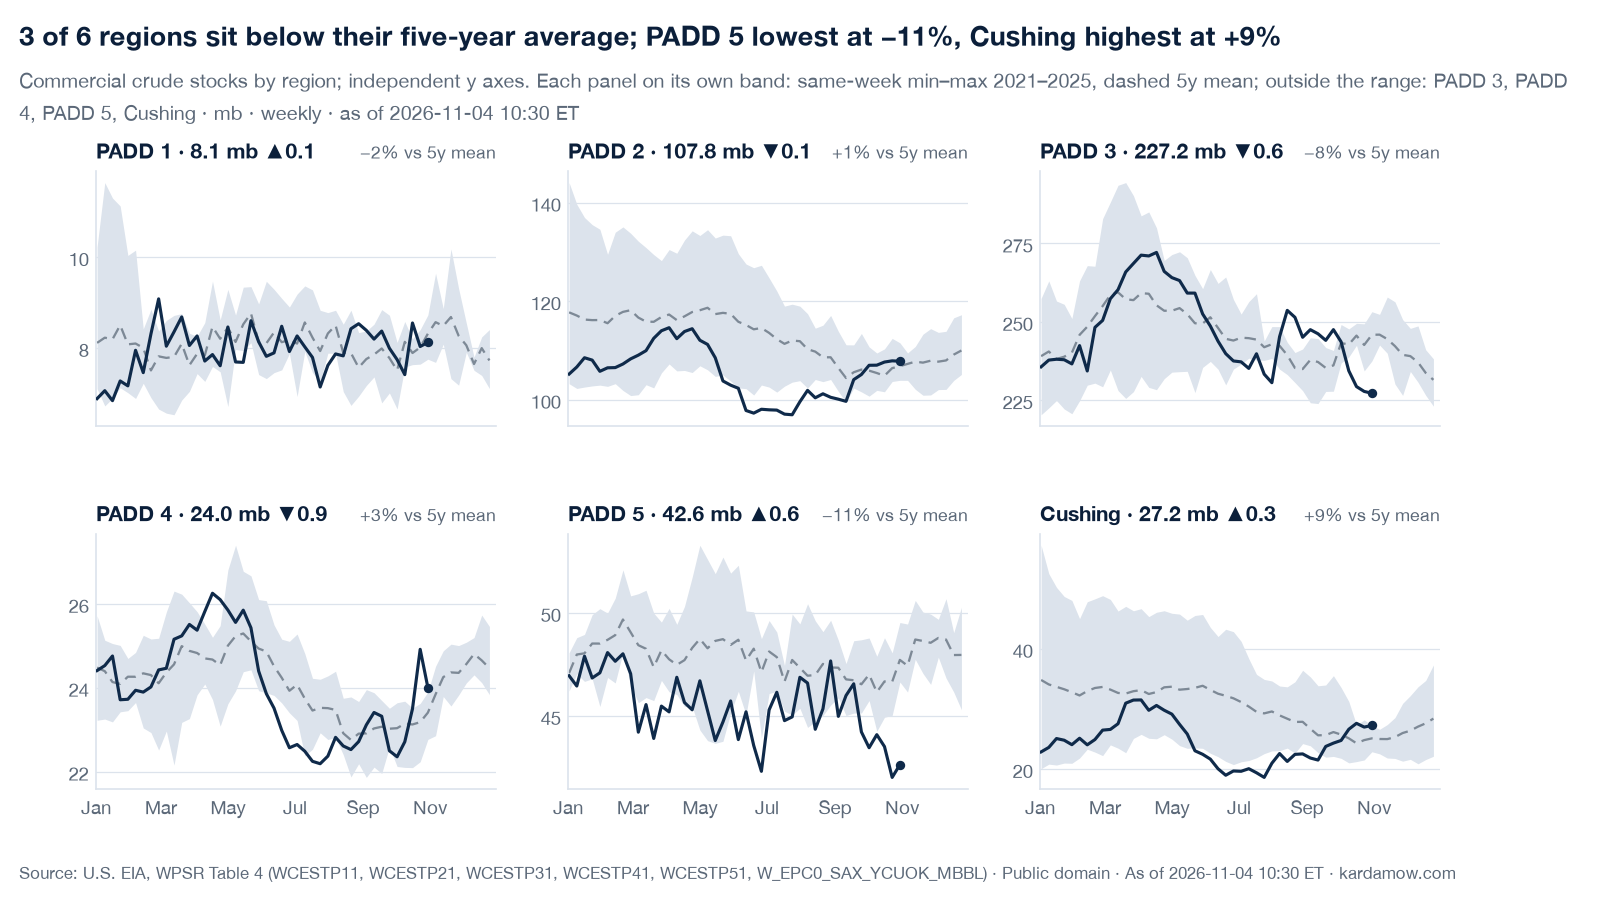 3 of 6 regions sit below their five-year average; PADD 5 lowest at −11%, Cushing highest at +9%
Commercial crude stocks by region; independent y axes. Each panel on its own band: same-week min–max 2021–2025, dashed 5y mean; outside the range: PADD 3, PADD
4, PADD 5, Cushing · mb · weekly · as of 2026-11-04 10:30 ET
PADD 1 · 8.1 mb ▲0.1
−2% vs 5y mean
10
8
PADD 2 · 107.8 mb ▼0.1
+1% vs 5y mean
140
120
100
PADD 3 · 227.2 mb ▼0.6
−8% vs 5y mean
275
250
225
PADD 4 · 24.0 mb ▼0.9
+3% vs 5y mean
26
24
22
Jan Mar May Jul Sep Nov
PADD 5 · 42.6 mb ▲0.6
−11% vs 5y mean
50
45
Jan Mar May Jul Sep Nov
Cushing · 27.2 mb ▲0.3
+9% vs 5y mean
40
20
Jan Mar May Jul Sep Nov
Source: U.S. EIA, WPSR Table 4 (WCESTP11, WCESTP21, WCESTP31, WCESTP41, WCESTP51, W_EPC0_SAX_YCUOK_MBBL) · Public domain · As of 2026-11-04 10:30 ET · kardamow.com